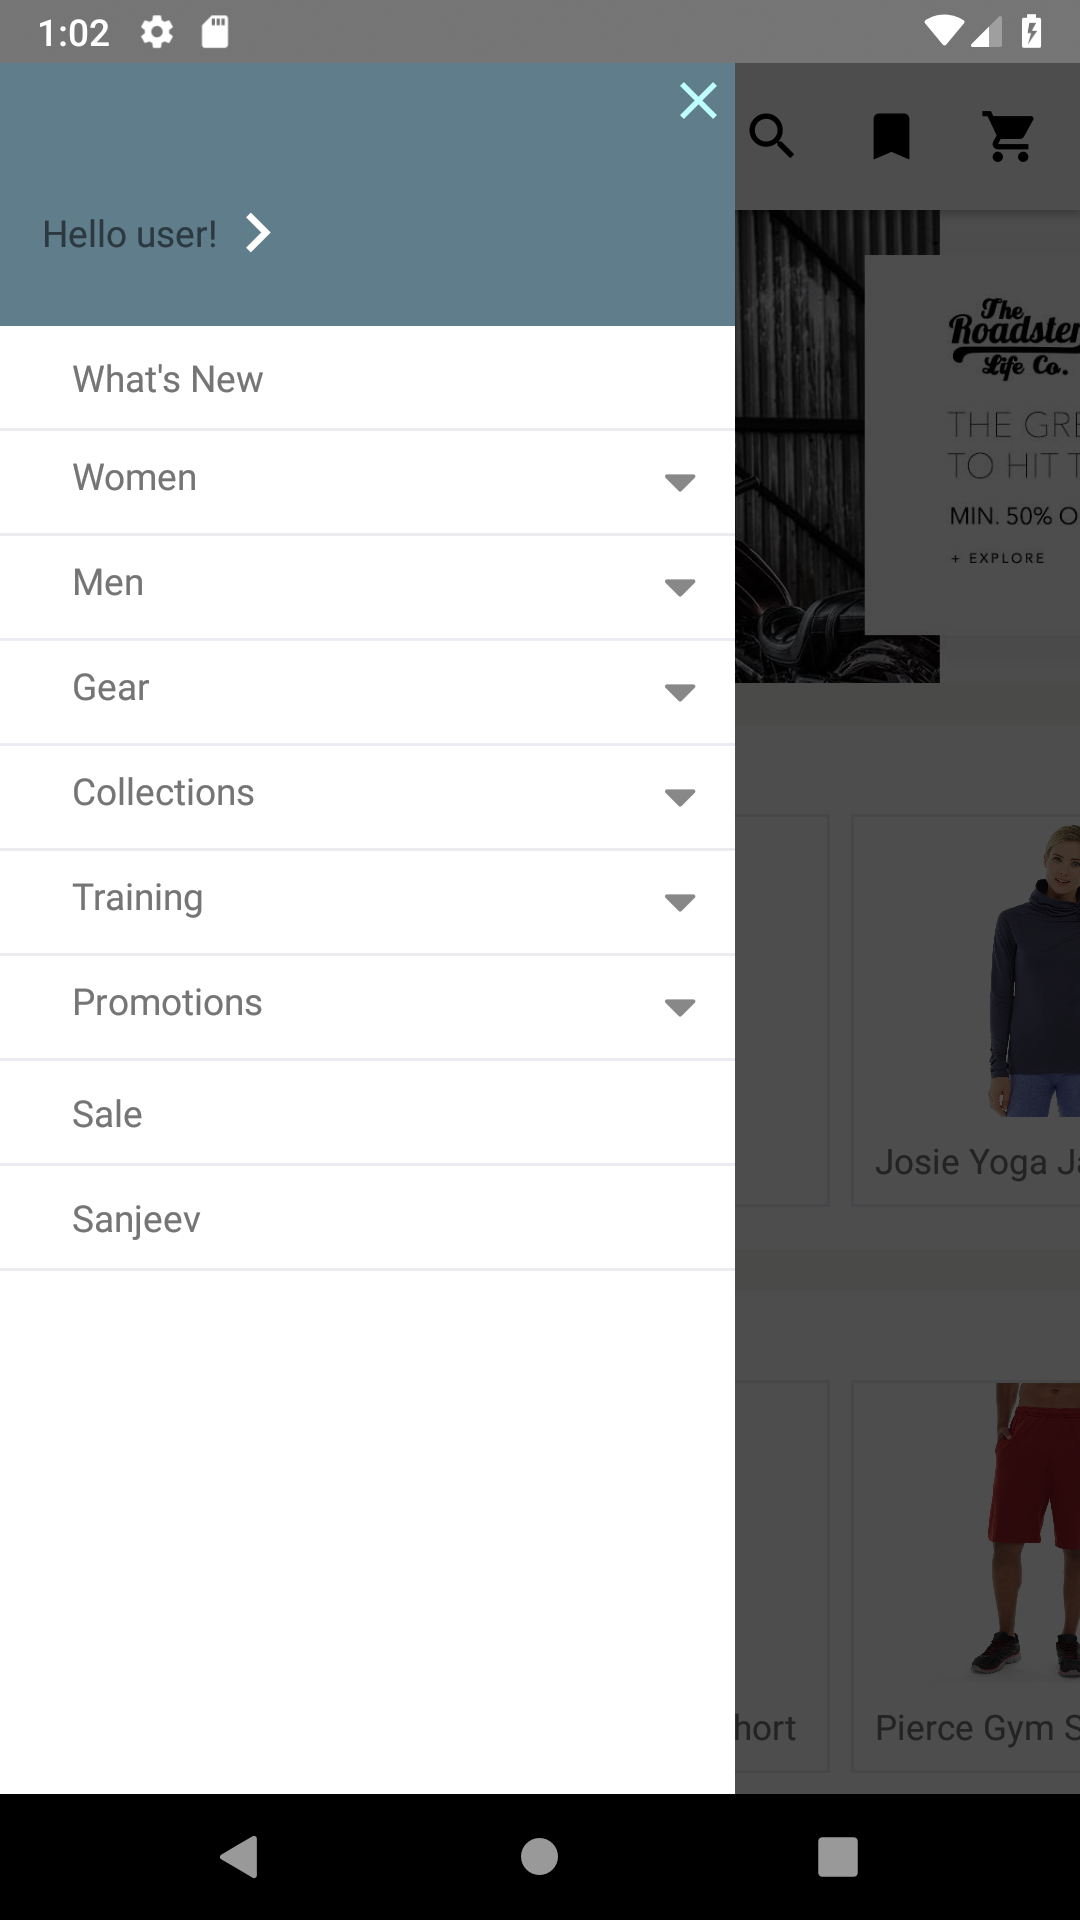 1:02
Hello user!
What's New
Women
Men
Gear
Collections
Training
Promotions
Sale
Sanjeev
The
Roadster
Life Co.
THE GRE
TO HIT T
MIN. 50% O
+ EXPLORE
Josie Yoga Ja
hort
Pierce Gym S